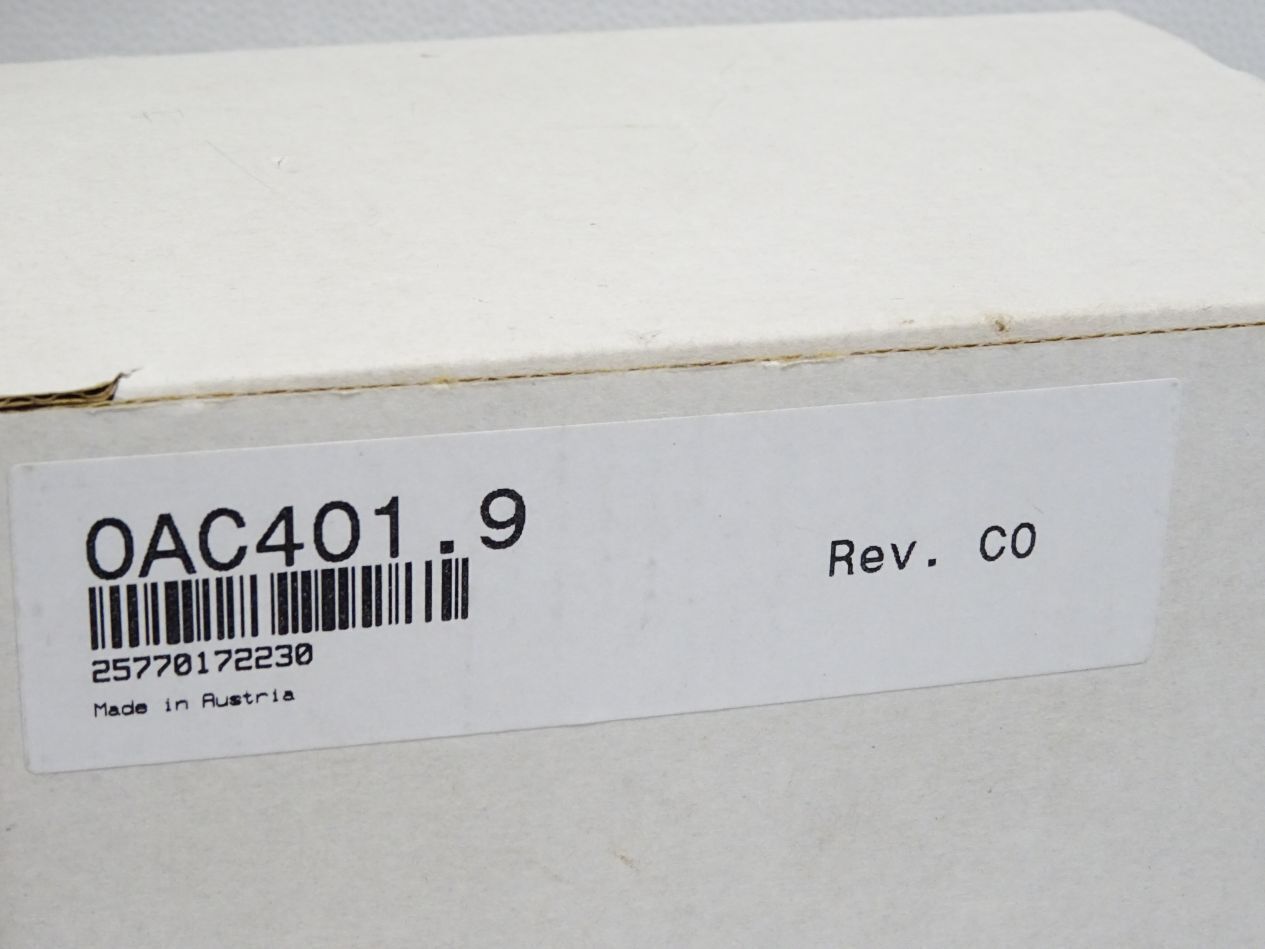 0AC401.9
Rev. C0
25770172230
Made in Austria